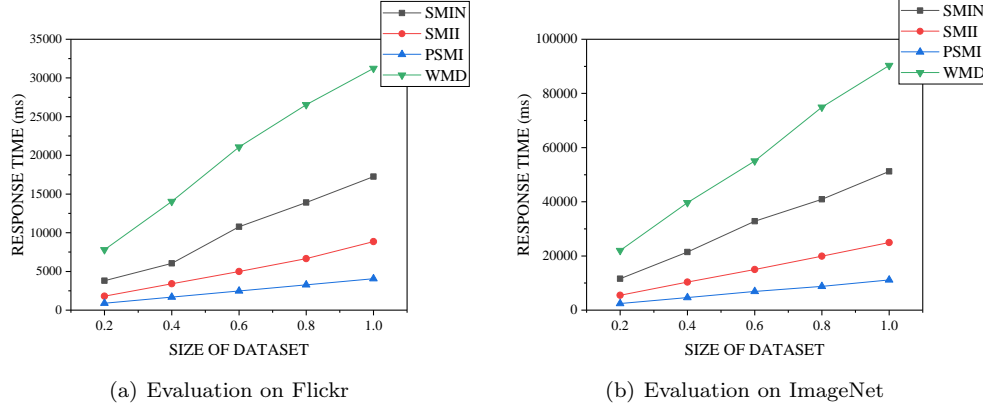 SMIN
SMII
PSMI
WMD
35000
30000
25000
20000
15000
10000
5000
0
RESPONSE TIME (ms)
0.2 0.4 0.6 0.8 1.0
SIZE OF DATASET
(a) Evaluation on Flickr
SMIN
SMII
PSMI
WMD
100000
80000
60000
40000
20000
0
RESPONSE TIME (ms)
0.2 0.4 0.6 0.8 1.0
SIZE OF DATASET
(b) Evaluation on ImageNet